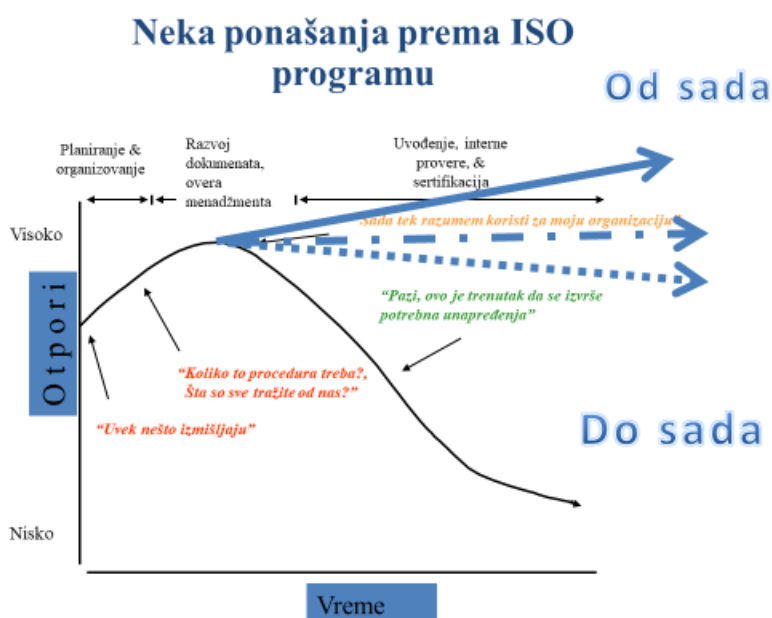 Neka ponašanja prema ISO
programu
Od sada
Planiranje &
organizovanje
Razvoj
dokumenata,
overa
menadžmenta
Uvođenje, interne
provere, &
sertifikacija
Visoko
"Sada tek razumem koristi za moju organizaciju"
Otpori
"Pazi, ovo je trenutak da se izvrše
potrebna unapređenja"
"Koliko to procedura treba?,
Šta so sve tražite od nas?"
"Uvek nešto izmišljaju"
Do sada
Nisko
Vreme